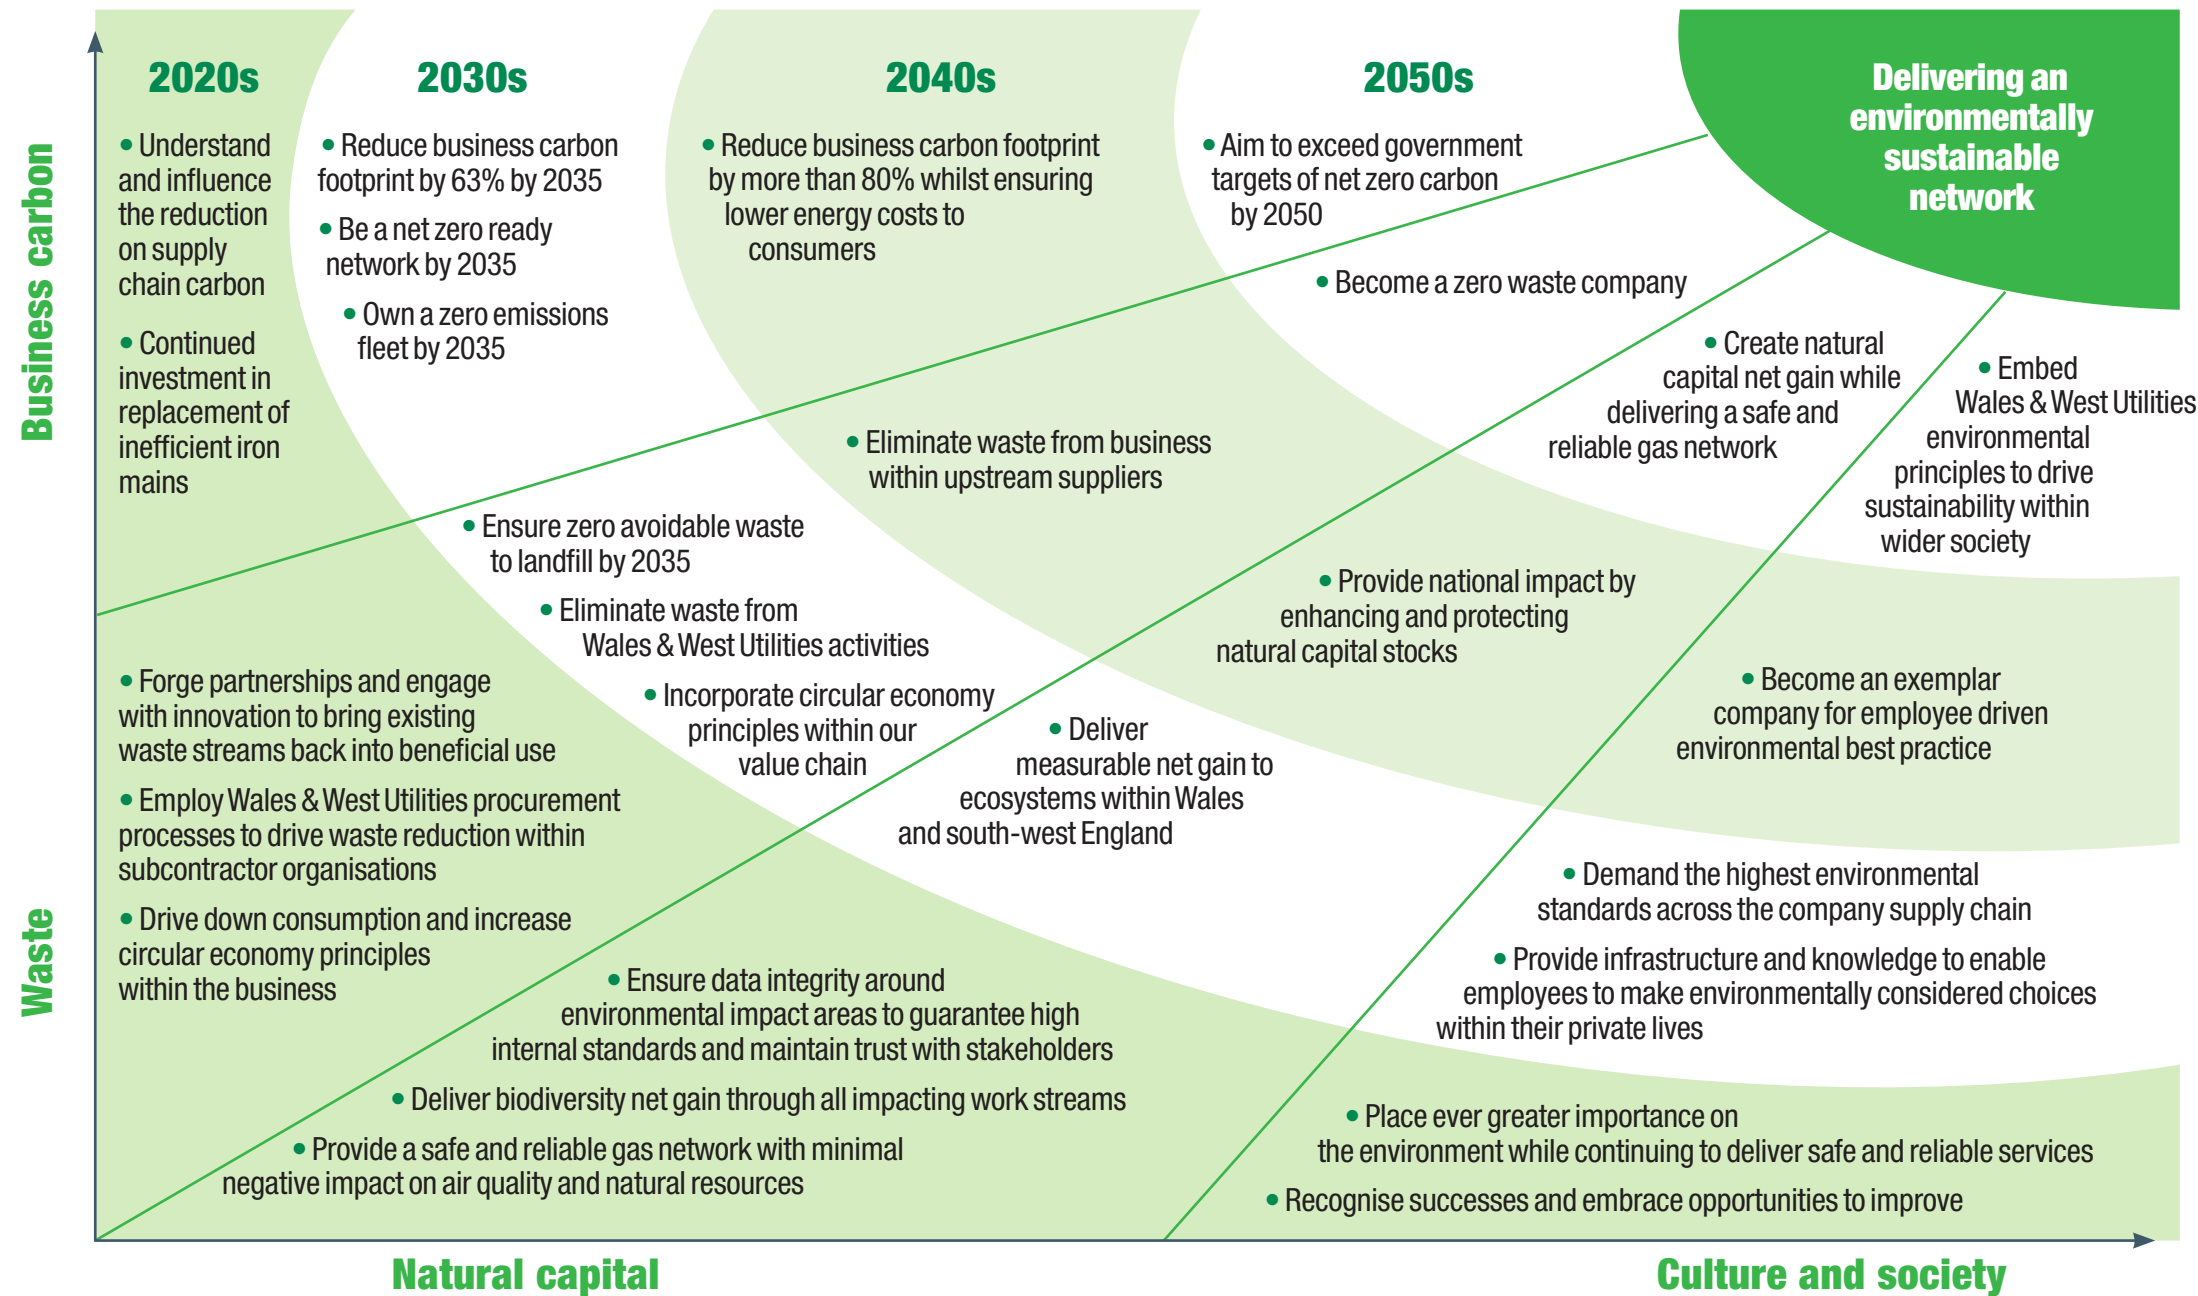 2020s
2030s
2040s
2050s
Delivering an
environmentally
sustainable
network
Business carbon
• Understand
and influence
the reduction
on supply
chain carbon
• Continued
investment in
replacement of
inefficient iron
mains
• Reduce business carbon
footprint by 63% by 2035
• Be a net zero ready
network by 2035
• Own a zero emissions
fleet by 2035
• Reduce business carbon footprint
by more than 80% whilst ensuring
lower energy costs to
consumers
• Aim to exceed government
targets of net zero carbon
by 2050
Waste
• Forge partnerships and engage
with innovation to bring existing
waste streams back into beneficial use
• Employ Wales & West Utilities procurement
processes to drive waste reduction within
subcontractor organisations
• Drive down consumption and increase
circular economy principles
within the business
• Ensure zero avoidable waste
to landfill by 2035
• Eliminate waste from
Wales & West Utilities activities
• Incorporate circular economy
principles within our
value chain
• Eliminate waste from business
within upstream suppliers
• Become a zero waste company
• Ensure data integrity around
environmental impact areas to guarantee high
internal standards and maintain trust with stakeholders
• Deliver biodiversity net gain through all impacting work streams
• Provide a safe and reliable gas network with minimal
negative impact on air quality and natural resources
• Deliver
measurable net gain to
ecosystems within Wales
and south-west England
• Provide national impact by
enhancing and protecting
natural capital stocks
• Create natural
capital net gain while
delivering a safe and
reliable gas network
• Embed
Wales & West Utilities
environmental
principles to drive
sustainability within
wider society
• Become an exemplar
company for employee driven
environmental best practice
• Demand the highest environmental
standards across the company supply chain
• Provide infrastructure and knowledge to enable
employees to make environmentally considered choices
within their private lives
• Place ever greater importance on
the environment while continuing to deliver safe and reliable services
• Recognise successes and embrace opportunities to improve
Natural capital
Culture and society